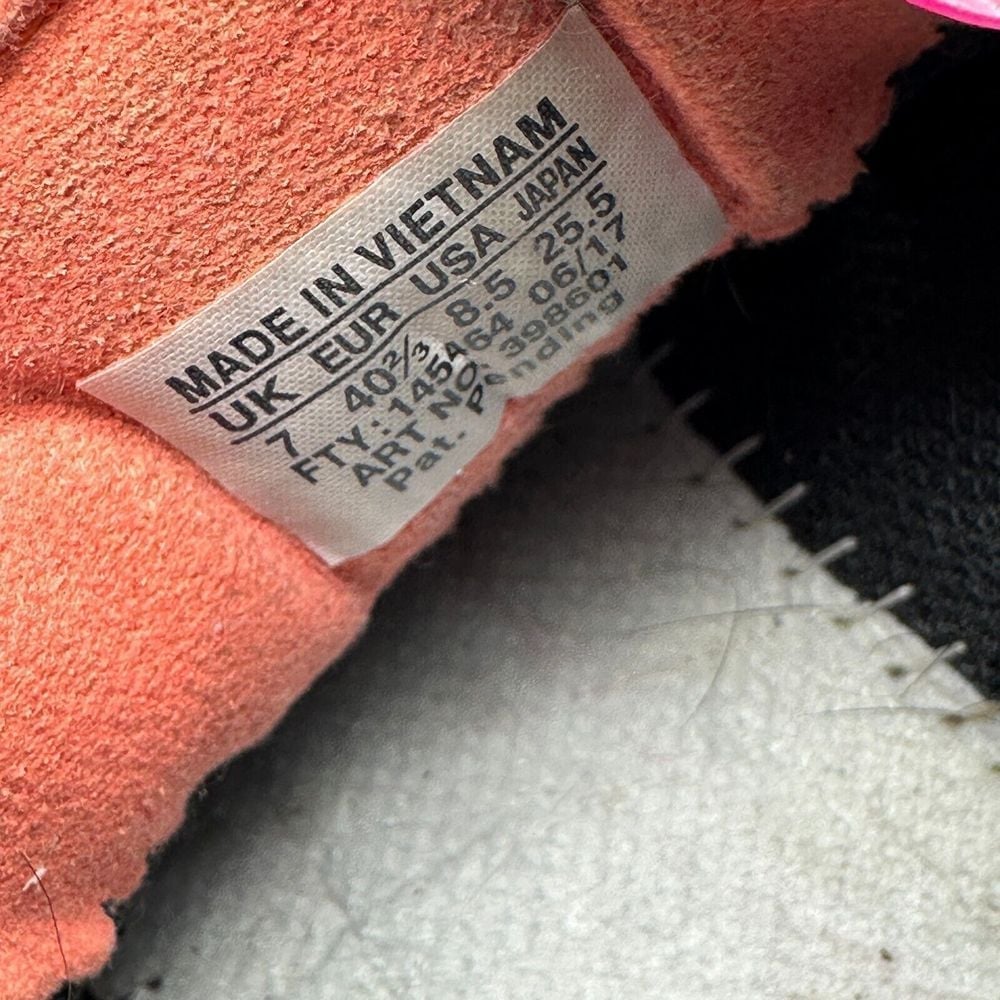 MADE IN VIETNAM
UK EUR USA JAPAN
7 40⅔ 8.5 25.5
FTY: 145464 06/17
ART NO. 398601
Pat. Pending